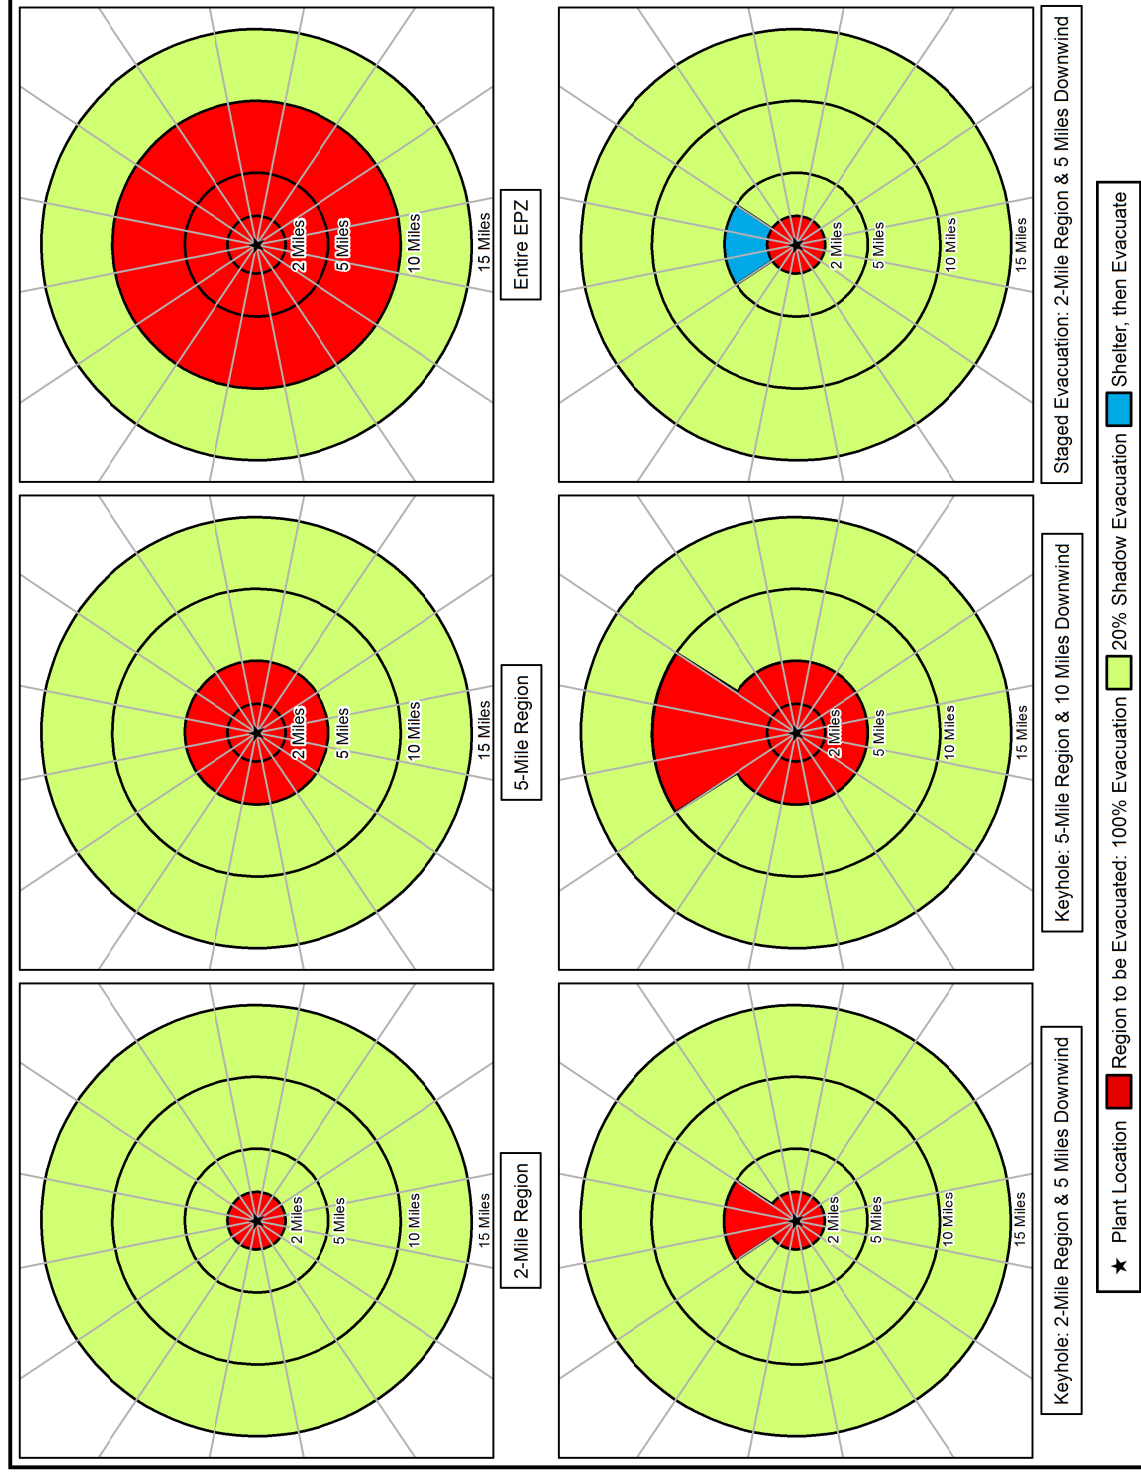 2 Miles
5 Miles
10 Miles
15 Miles
2-Mile Region
2 Miles
5 Miles
10 Miles
15 Miles
5-Mile Region
2 Miles
5 Miles
10 Miles
15 Miles
Entire EPZ
2 Miles
5 Miles
10 Miles
15 Miles
Keyhole: 2-Mile Region & 5 Miles Downwind
2 Miles
5 Miles
10 Miles
15 Miles
Keyhole: 5-Mile Region & 10 Miles Downwind
2 Miles
5 Miles
10 Miles
15 Miles
Staged Evacuation: 2-Mile Region & 5 Miles Downwind
Plant Location Region to be Evacuated: 100% Evacuation 20% Shadow Evacuation Shelter, then Evacuate